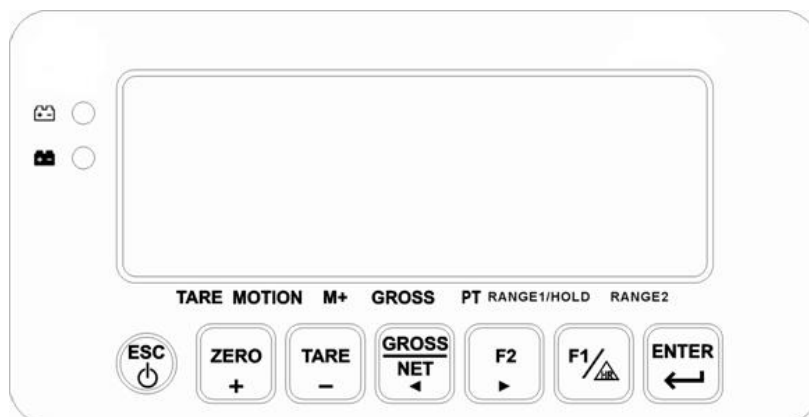 TARE MOTION M+ GROSS PT RANGE1/HOLD RANGE2
ESC ZERO + TARE − GROSS NET ◄ F2 ► F1/HR ENTER